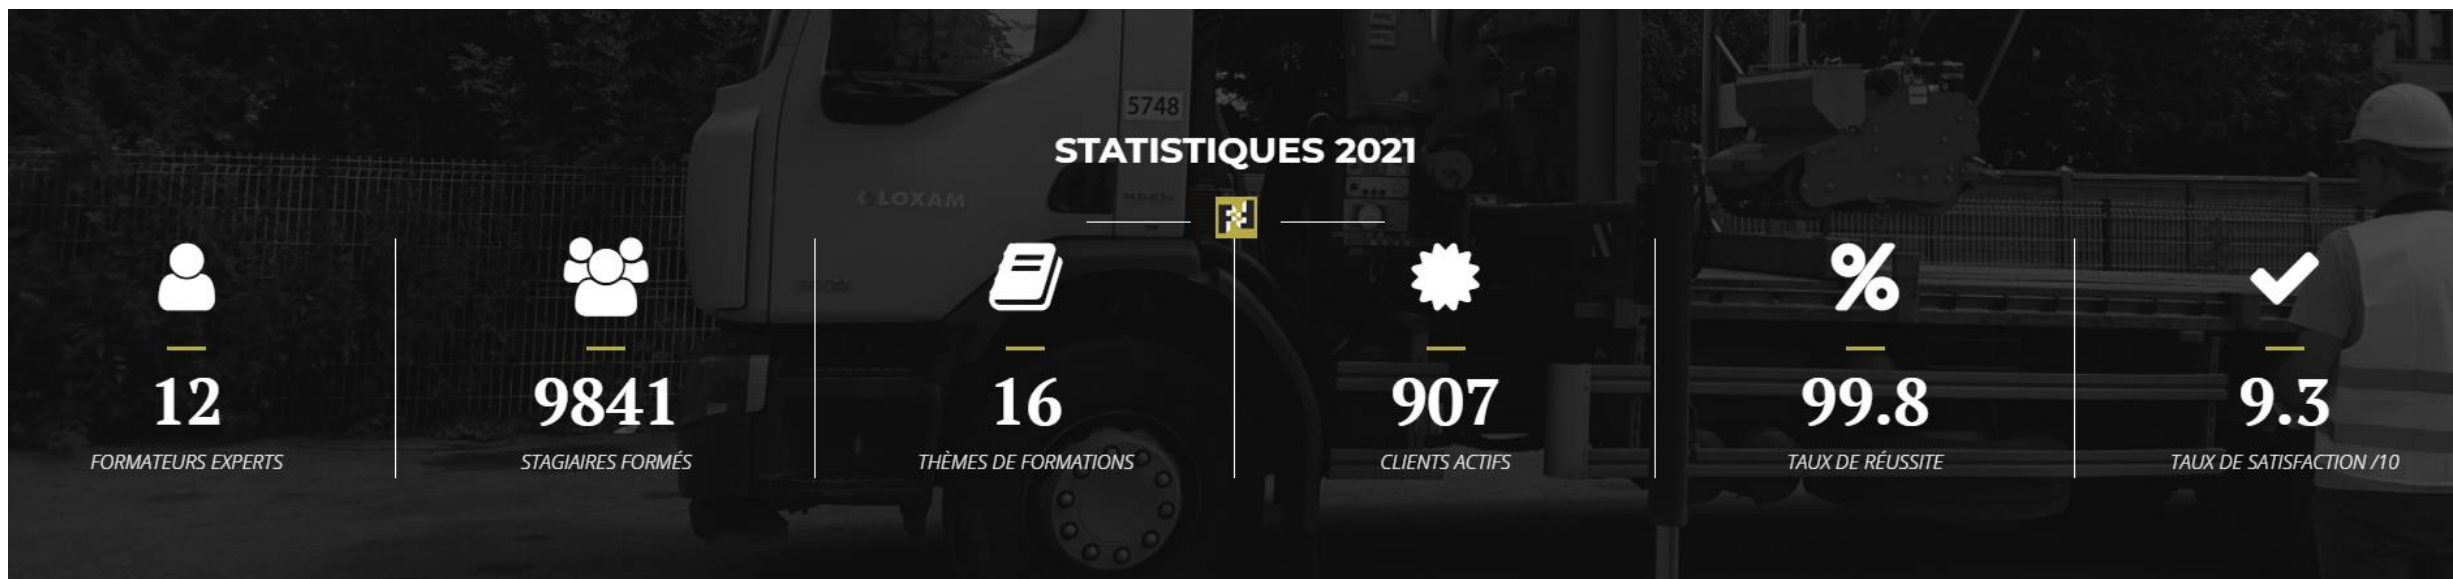 5748
STATISTIQUES 2021
LOXAM
%
12
FORMATEURS EXPERTS
9841
STAGIAIRES FORMÉS
16
THÈMES DE FORMATIONS
907
CLIENTS ACTIFS
99.8
TAUX DE RÉUSSITE
9.3
TAUX DE SATISFACTION /10